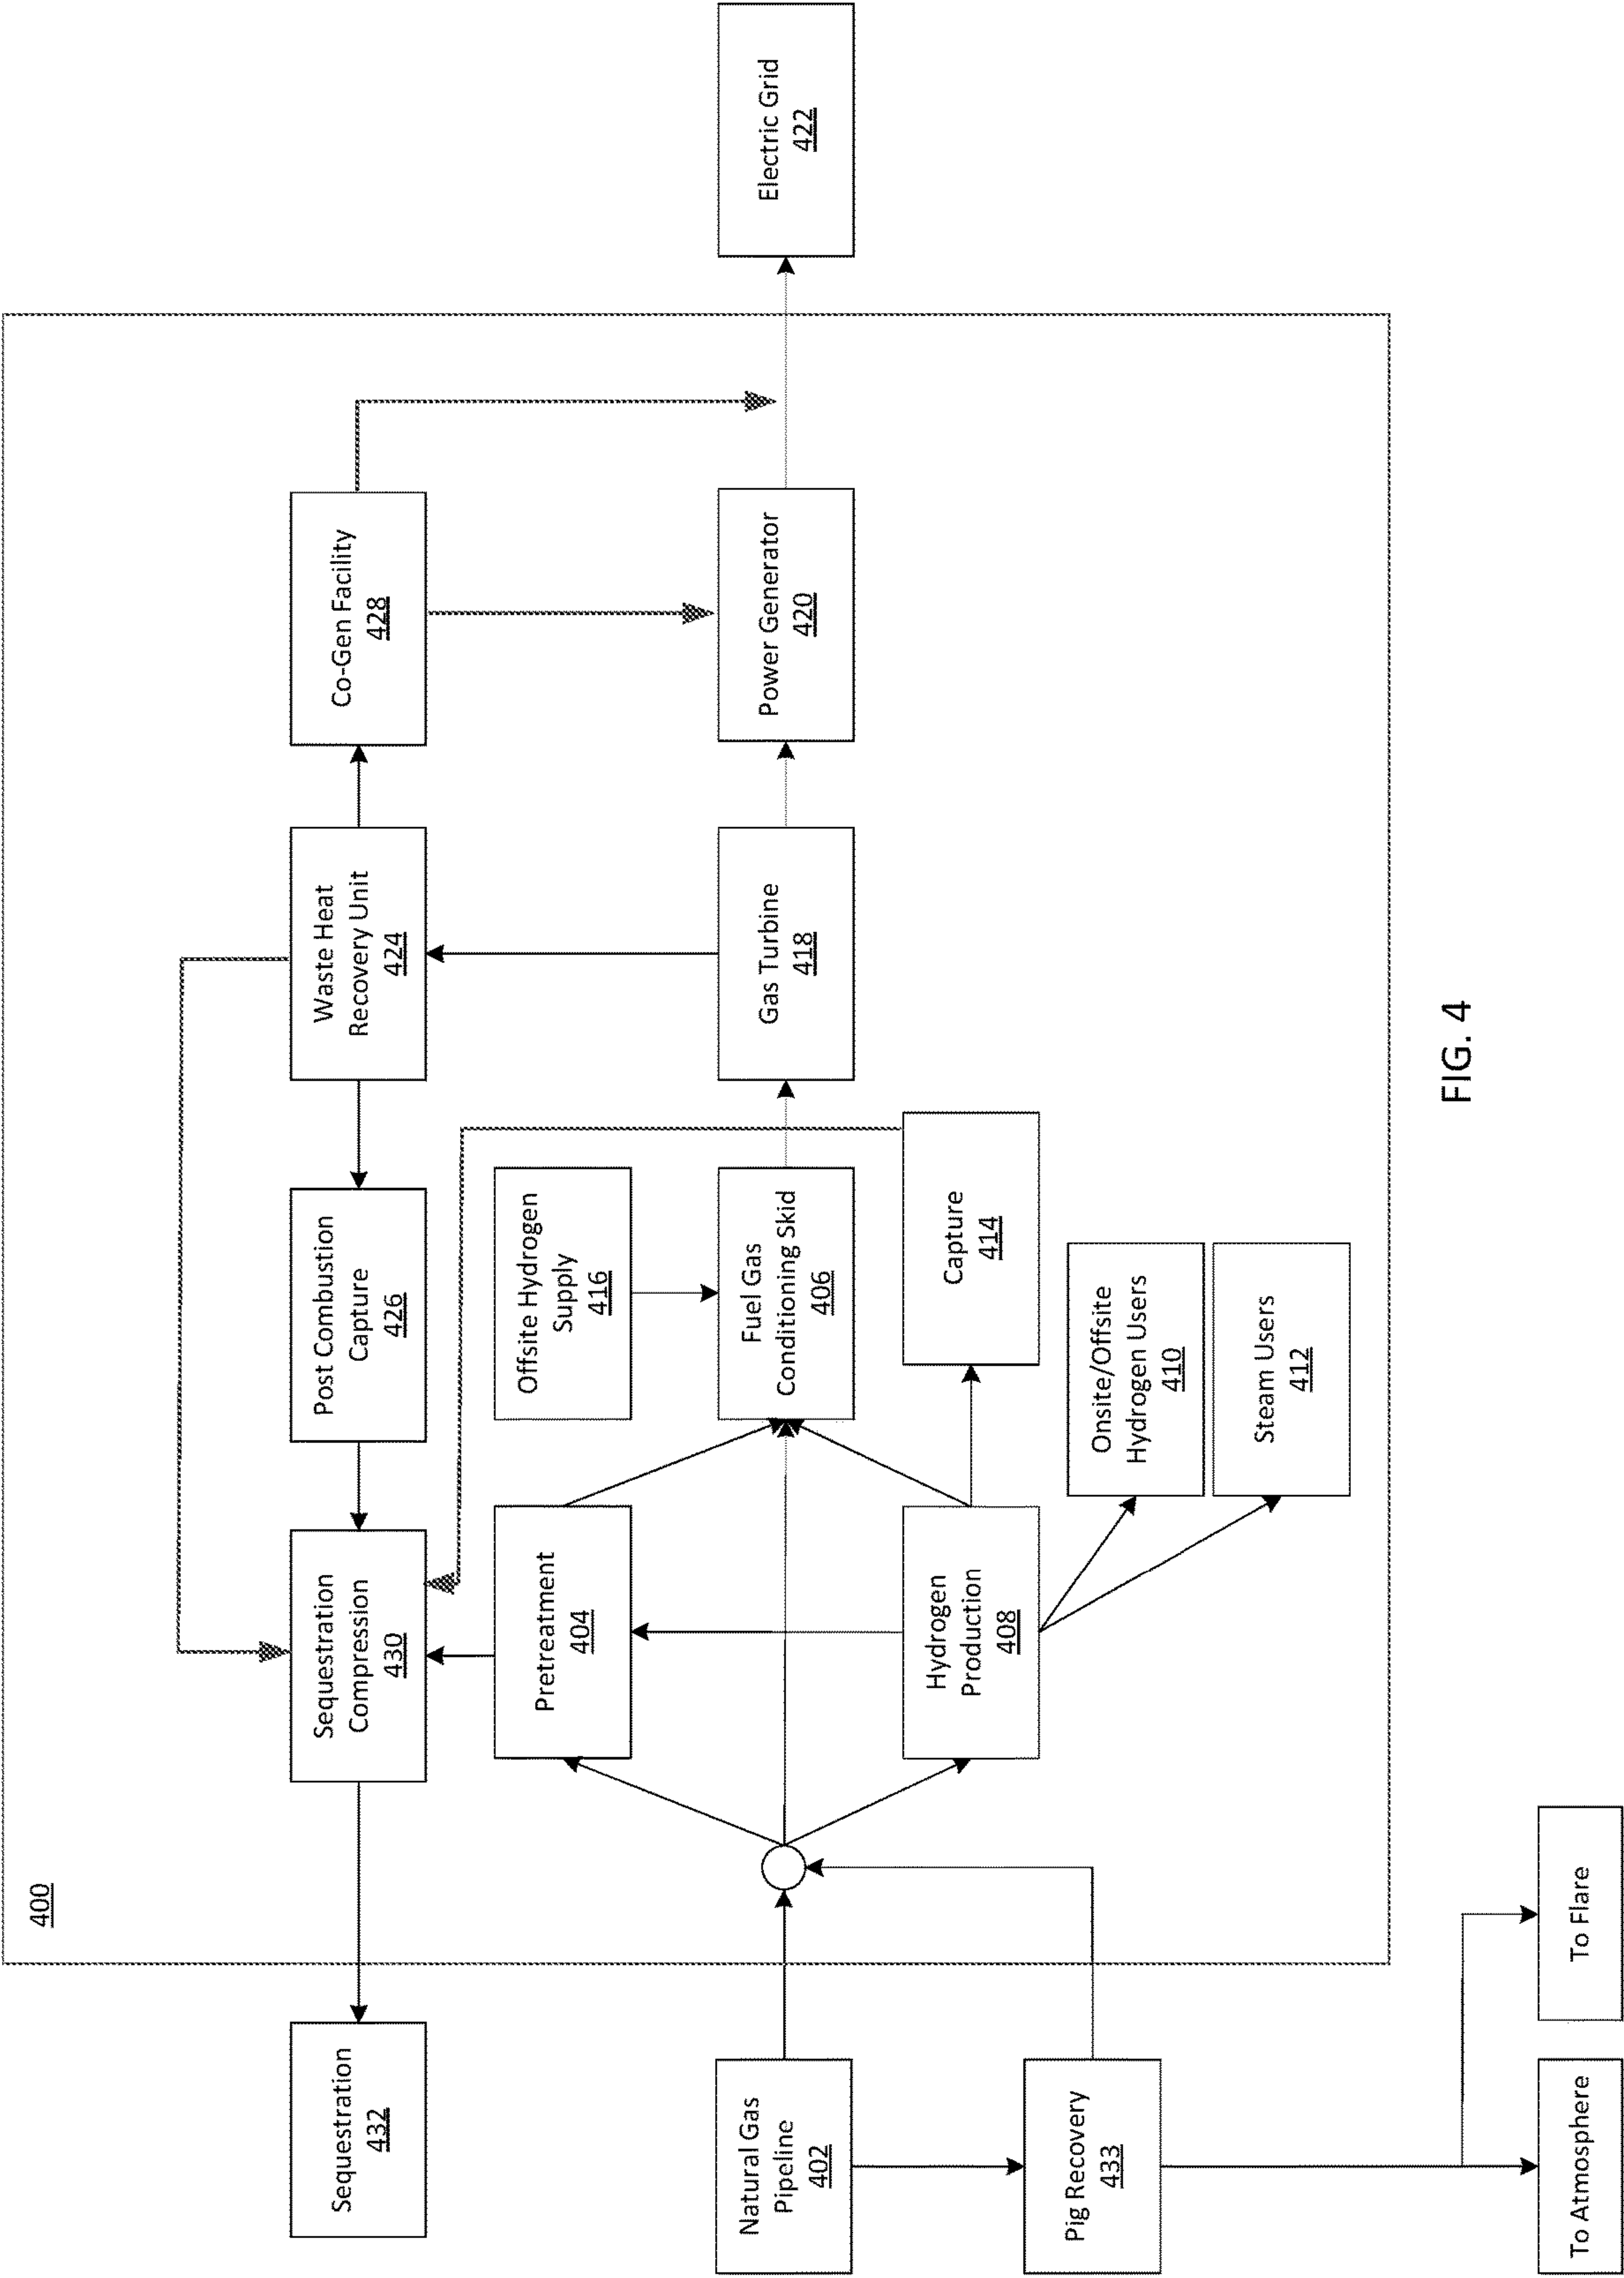 400
Sequestration
432
Sequestration
Compression
430
Post Combustion
Capture
426
Waste Heat
Recovery Unit
424
Co-Gen Facility
428
Pretreatment
404
Offsite Hydrogen
Supply
416
Natural Gas
Pipeline
402
Fuel Gas
Conditioning Skid
406
Gas Turbine
418
Power Generator
420
Electric Grid
422
Hydrogen
Production
408
Capture
414
Pig Recovery
433
Onsite/Offsite
Hydrogen Users
410
Steam Users
412
To Atmosphere
To Flare
FIG. 4